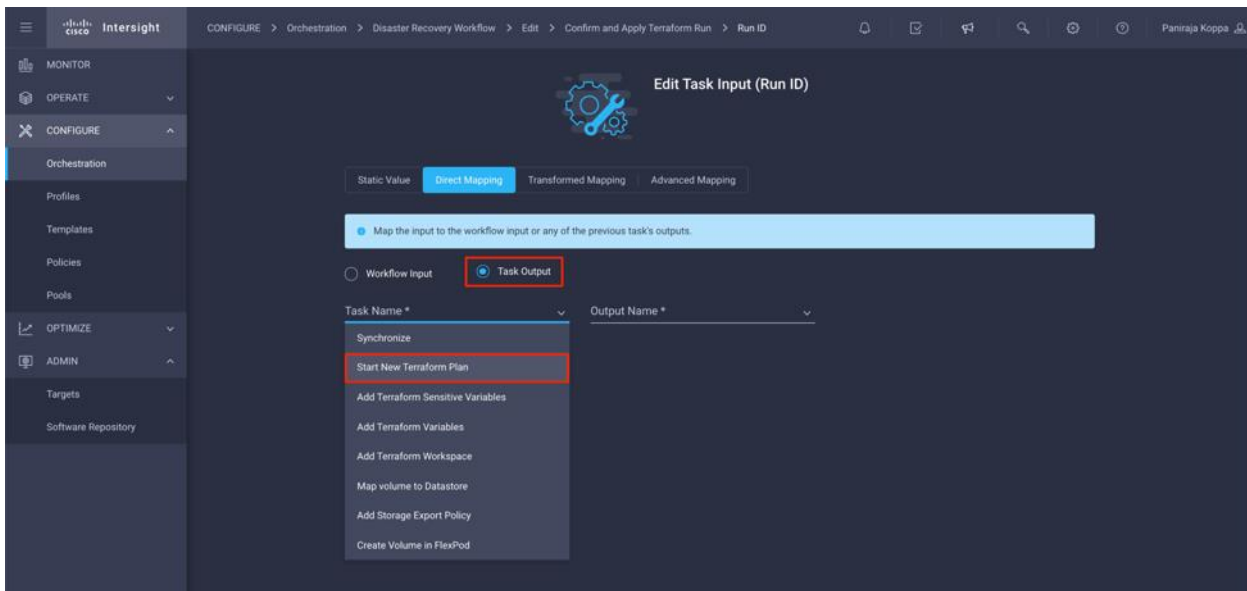 cisco Intersight
CONFIGURE > Orchestration > Disaster Recovery Workflow > Edit > Confirm and Apply Terraform Run > Run ID
Paniraja Koppa
MONITOR
OPERATE
CONFIGURE
Orchestration
Profiles
Templates
Policies
Pools
OPTIMIZE
ADMIN
Targets
Software Repository
Edit Task Input (Run ID)
Static Value Direct Mapping Transformed Mapping Advanced Mapping
Map the input to the workflow input or any of the previous task's outputs.
Workflow Input Task Output
Task Name * Output Name *
Synchronize
Start New Terraform Plan
Add Terraform Sensitive Variables
Add Terraform Variables
Add Terraform Workspace
Map volume to Datastore
Add Storage Export Policy
Create Volume in FlexPod